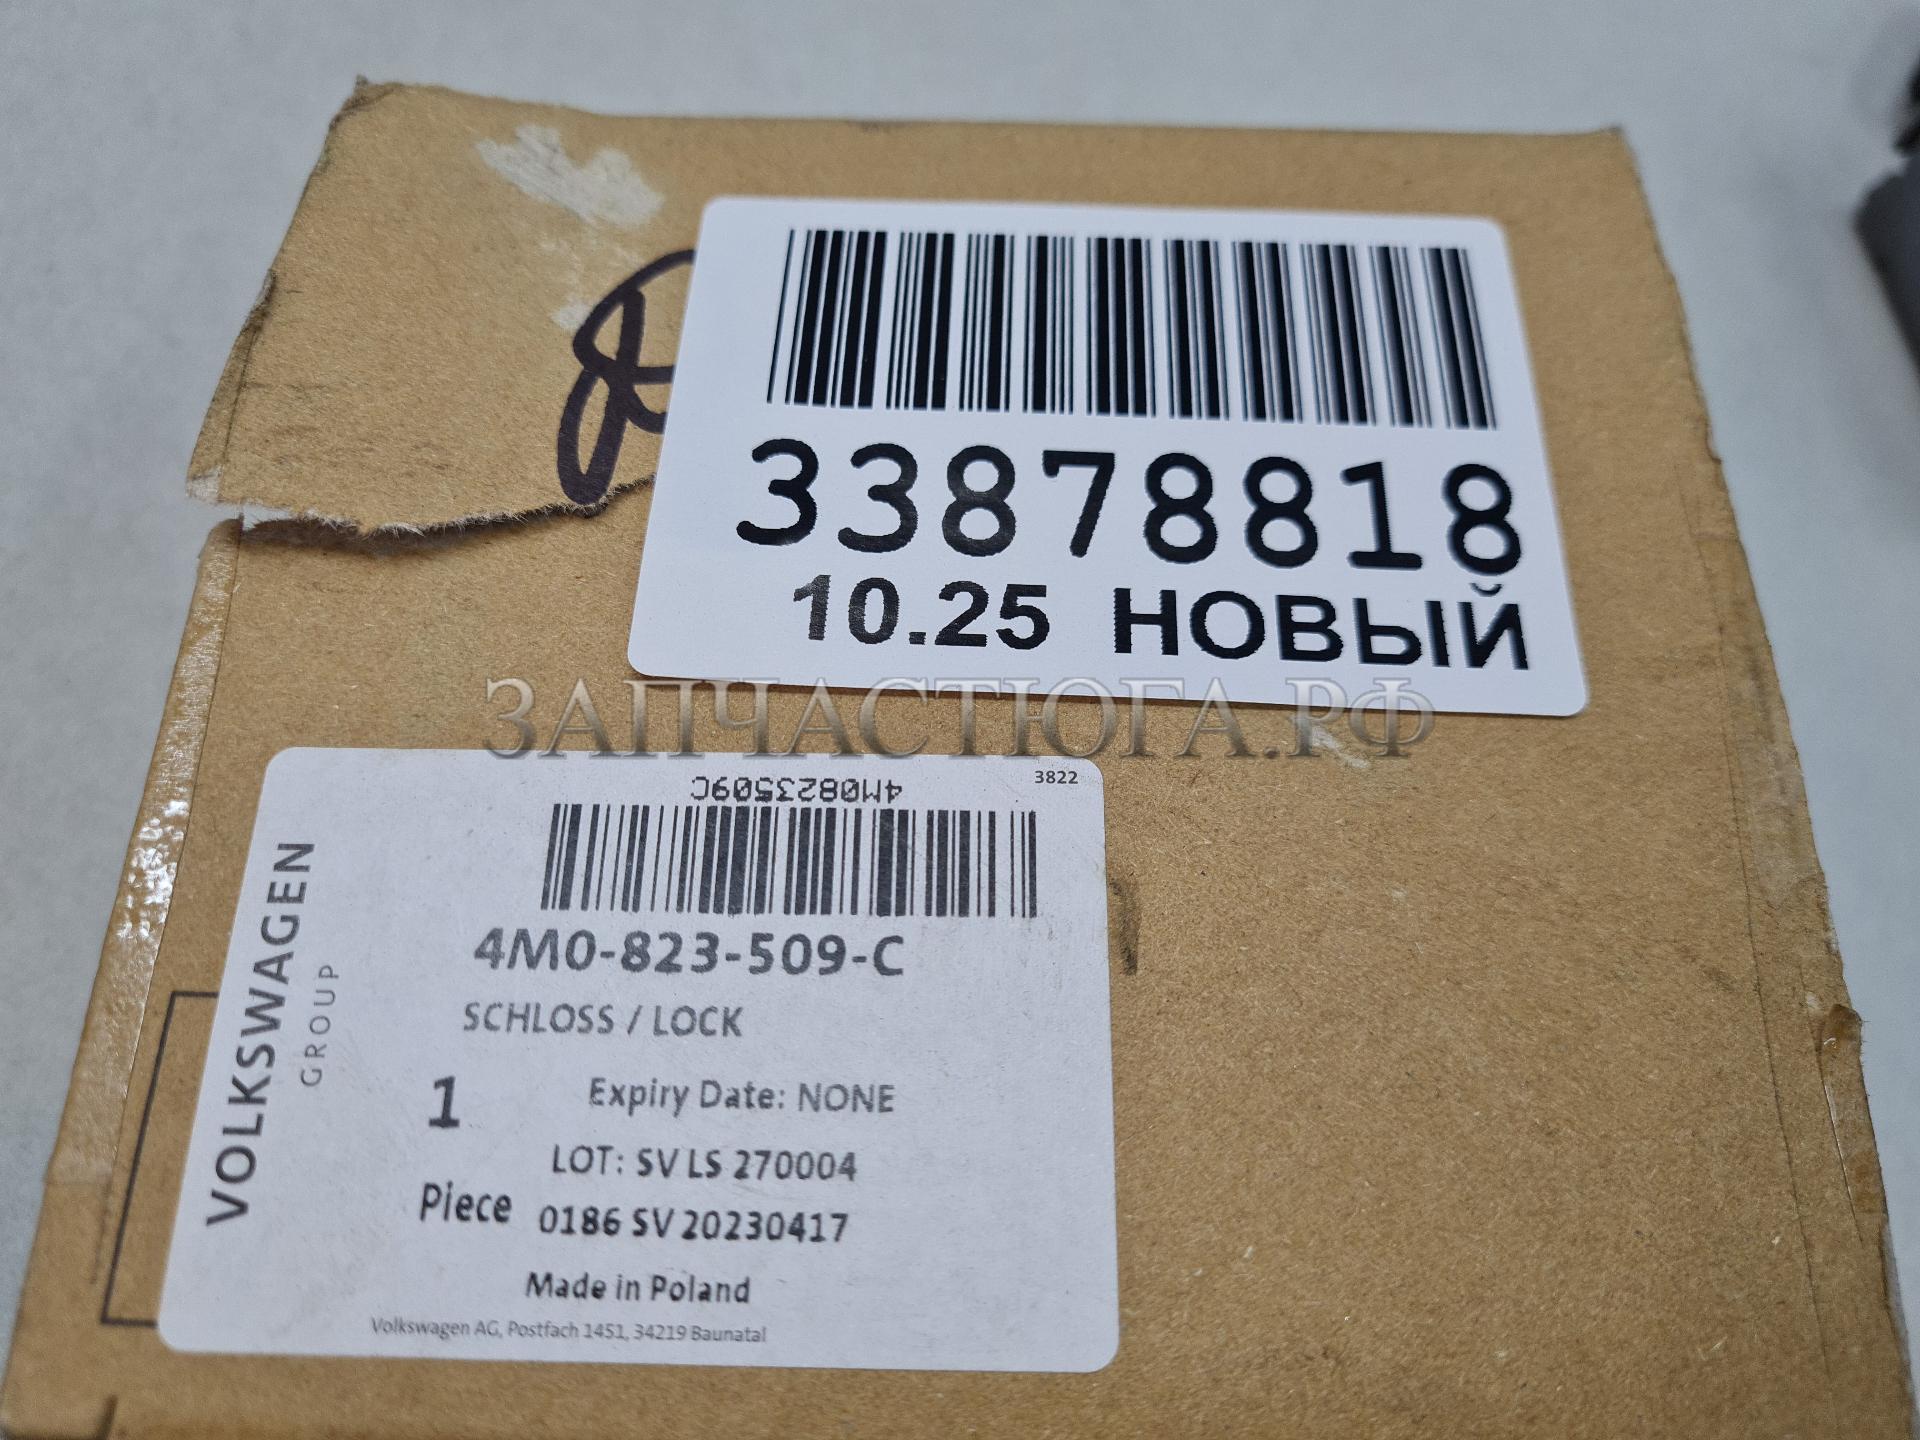 33878818
10.25 НОВЫЙ
ЗАПЧАСТЮГА.РФ
4M0823509C
3822
4M0-823-509-C
SCHLOSS / LOCK
VOLKSWAGEN
GROUP
1
Piece
Expiry Date: NONE
LOT: SV LS 270004
0186 SV 20230417
Made in Poland
Volkswagen AG, Postfach 1451, 34219 Baunatal